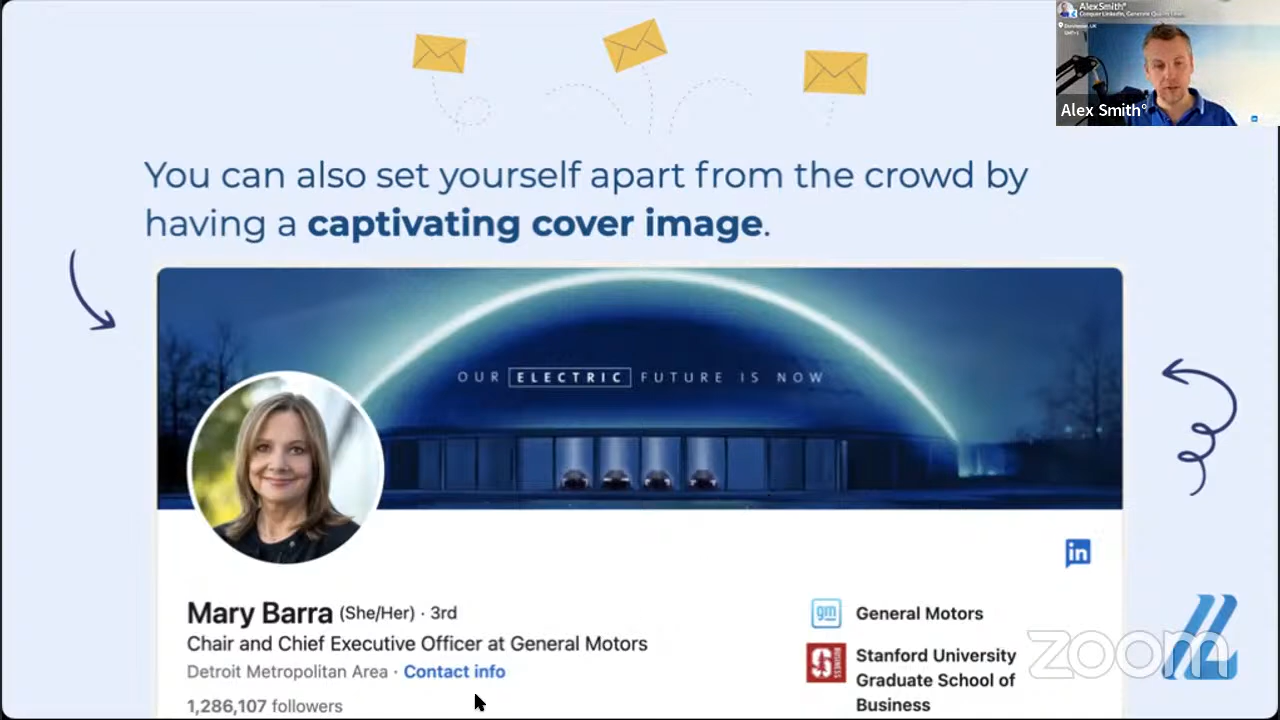 AlexSmith°
Alex Smith°
You can also set yourself apart from the crowd by
having a captivating cover image.
OUR ELECTRIC FUTURE IS NOW
in
Mary Barra (She/Her) · 3rd
Chair and Chief Executive Officer at General Motors
Detroit Metropolitan Area · Contact info
1,286,107 followers
gm General Motors
S BUSINESS Stanford University
Graduate School of
Business
zoom